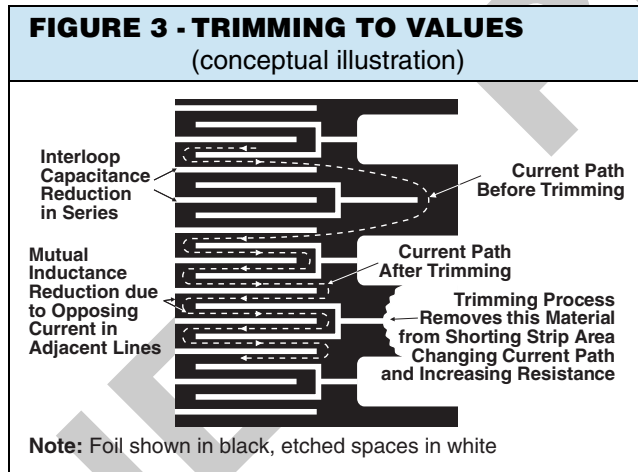 FIGURE 3 - TRIMMING TO VALUES
(conceptual illustration)
Interloop
Capacitance
Reduction
in Series
Current Path
Before Trimming
Mutual
Inductance
Reduction due
to Opposing
Current in
Adjacent Lines
Current Path
After Trimming
Trimming Process
Removes this Material
from Shorting Strip Area
Changing Current Path
and Increasing Resistance
Note: Foil shown in black, etched spaces in white